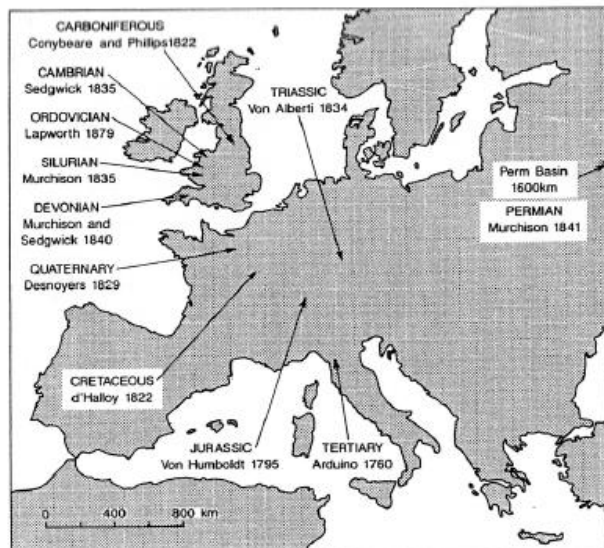 CARBONIFEROUS
Conybeare and Phillips1822
CAMBRIAN
Sedgwick 1835
ORDOVICIAN
Lapworth 1879
SILURIAN
Murchison 1835
DEVONIAN
Murchison and
Sedgwick 1840
QUATERNARY
Desnoyers 1829
TRIASSIC
Von Alberti 1834
Perm Basin
1600km
PERMIAN
Murchison 1841
CRETACEOUS
d'Halloy 1822
JURASSIC
Von Humboldt 1795
TERTIARY
Arduino 1760
0 400 800 km